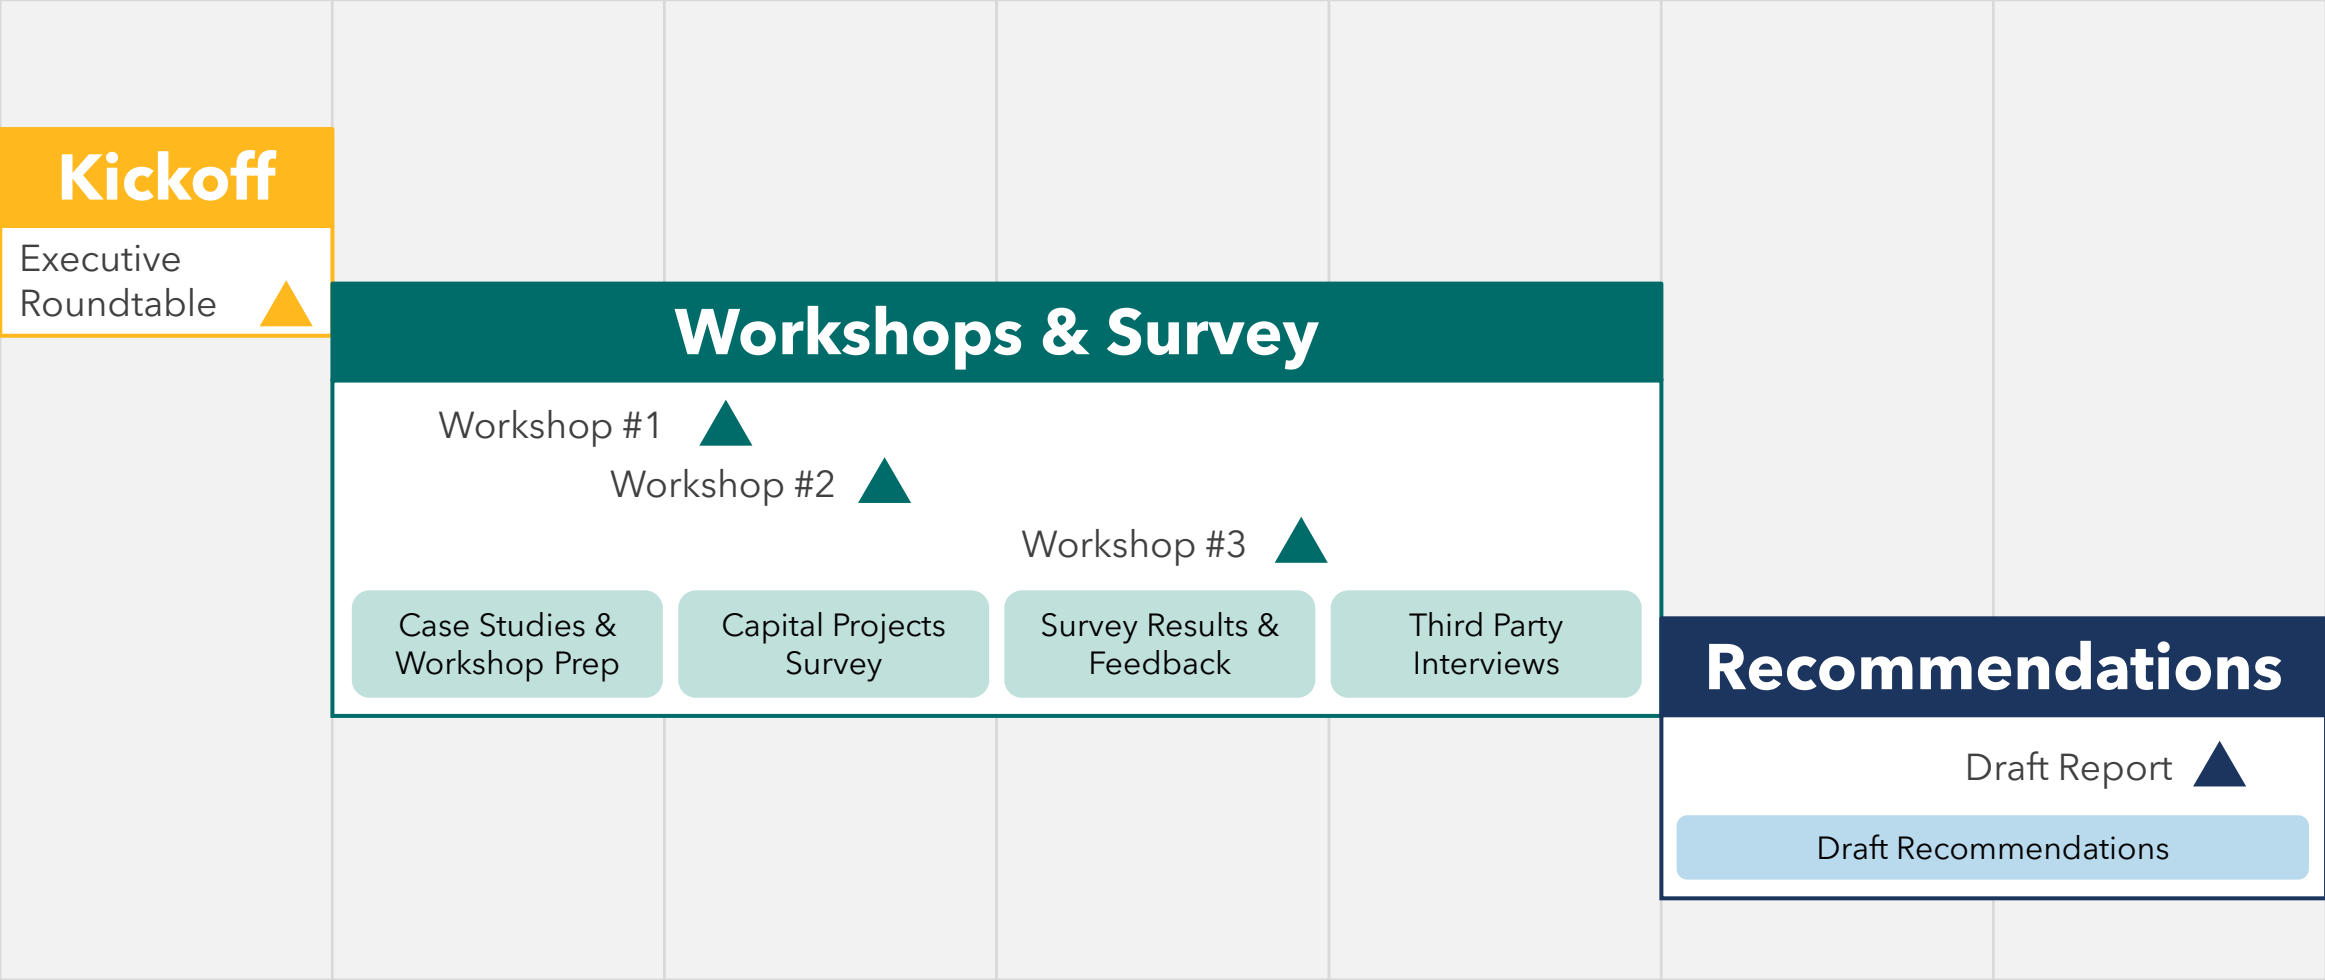 Kickoff
Executive
Roundtable
Workshops & Survey
Workshop #1
Workshop #2
Workshop #3
Case Studies &
Workshop Prep
Capital Projects
Survey
Survey Results &
Feedback
Third Party
Interviews
Recommendations
Draft Report
Draft Recommendations